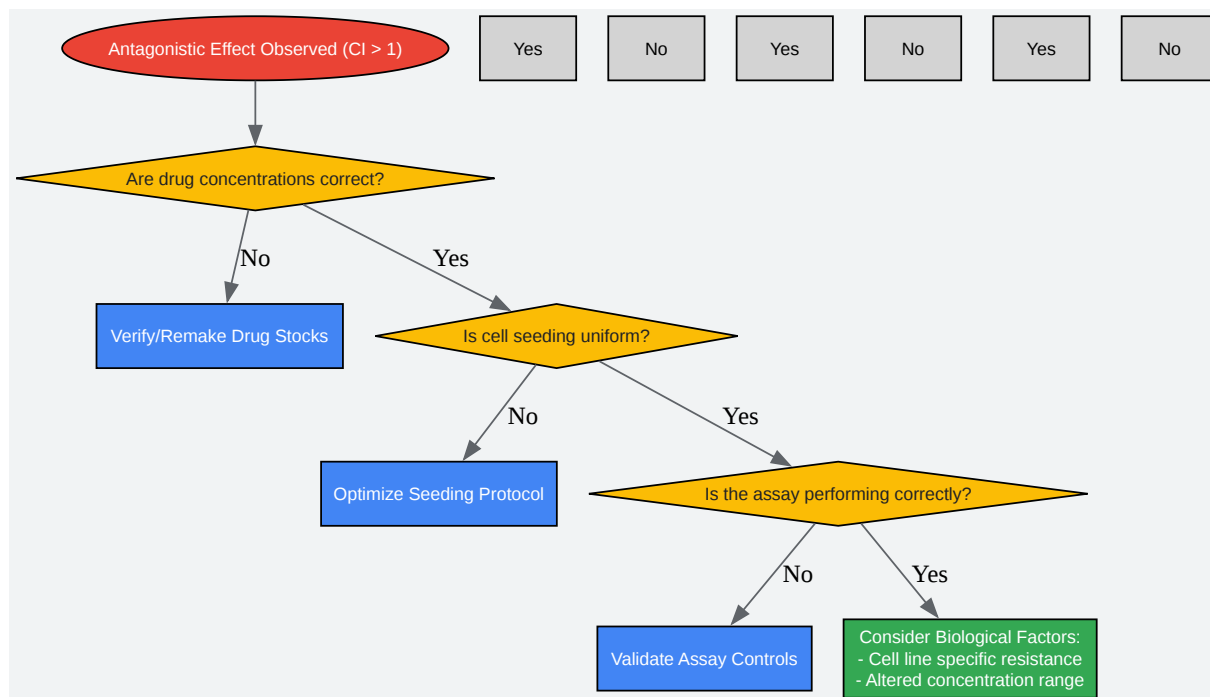 Antagonistic Effect Observed (CI > 1)
Yes
No
Yes
No
Yes
No
Are drug concentrations correct?
No
Yes
Verify/Remake Drug Stocks
Is cell seeding uniform?
No
Yes
Optimize Seeding Protocol
Is the assay performing correctly?
No
Yes
Validate Assay Controls
Consider Biological Factors:
- Cell line specific resistance
- Altered concentration range